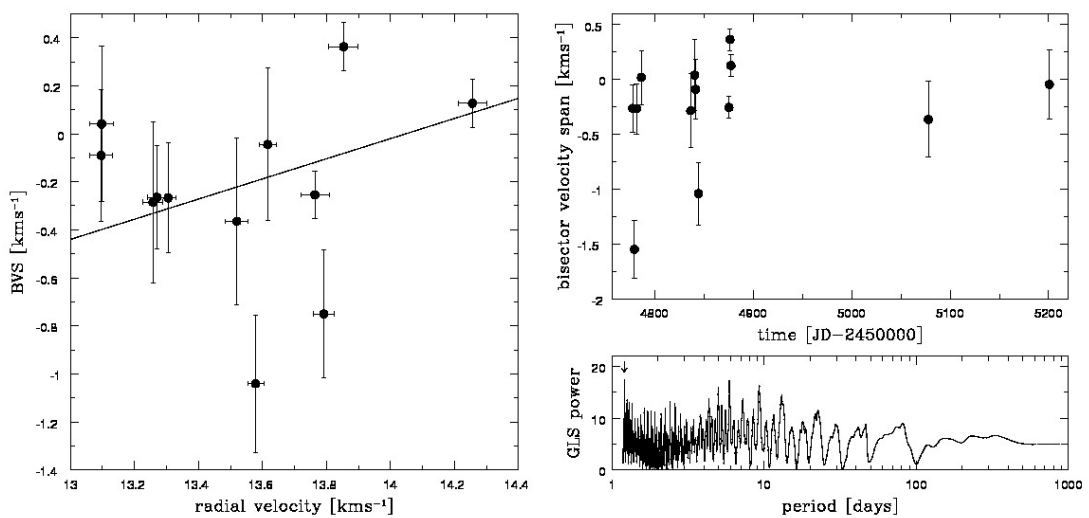 BVS [kms⁻¹]
0.4
0.2
0
-0.2
-0.4
-0.6
-0.8
-1
-1.2
-1.4
13 13.2 13.4 13.6 13.8 14 14.2 14.4
radial velocity [kms⁻¹]
bisector velocity span [kms⁻¹]
0.5
0
-0.5
-1
-1.5
-2
4800 4900 5000 5100 5200
time [JD-2450000]
GLS power
20
10
0
1 10 100 1000
period [days]